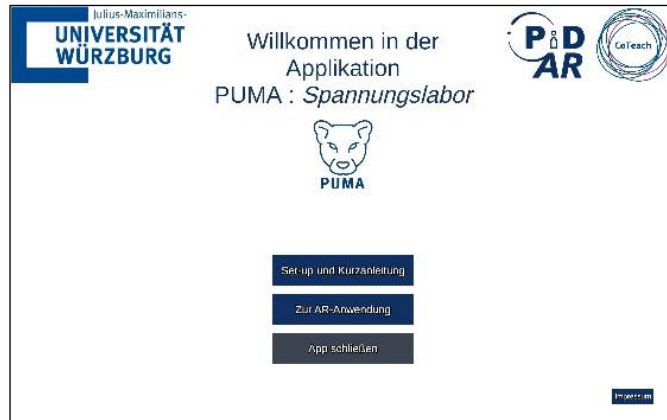 Julius-Maximilians-
UNIVERSITÄT
WÜRZBURG
Willkommen in der
Applikation
PUMA : Spannungslabor
PiD
AR
CoTeach
PUMA
Set-up und Kurzanleitung
Zur AR-Anwendung
App schließen
Impressum